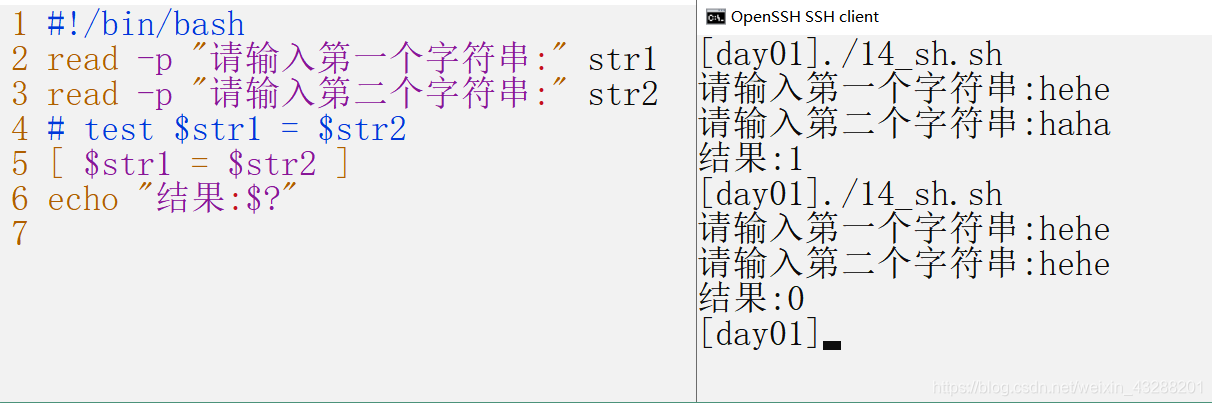 1 #!/bin/bash
2 read -p "请输入第一个字符串:" str1
3 read -p "请输入第二个字符串:" str2
4 # test $str1 = $str2
5 [ $str1 = $str2 ]
6 echo "结果:$?"
7
OpenSSH SSH client
[day01]./14_sh.sh
请输入第一个字符串:hehe
请输入第二个字符串:haha
结果:1
[day01]./14_sh.sh
请输入第一个字符串:hehe
请输入第二个字符串:hehe
结果:0
[day01]
https://blog.csdn.net/weixin_43288201